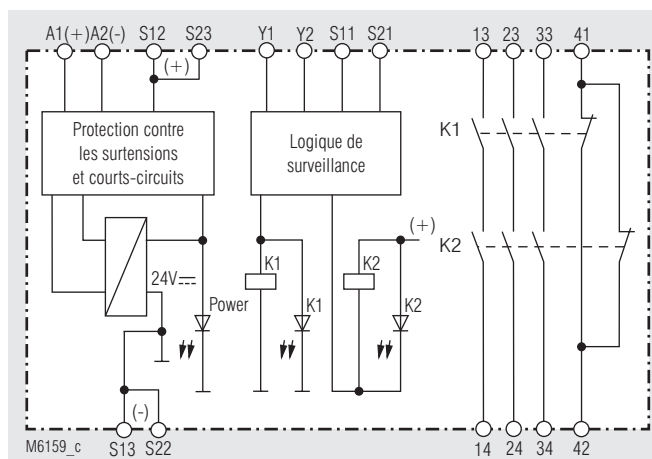 A1(+) A2(-) S12 S23 Y1 Y2 S11 S21 13 23 33 41
(+)
Protection contre
les surtensions
et courts-circuits
Logique de
surveillance
K1
K2
(+)
K1
K2
24V
Power
K1
K2
(-)
M6159_c
S13 S22 14 24 34 42